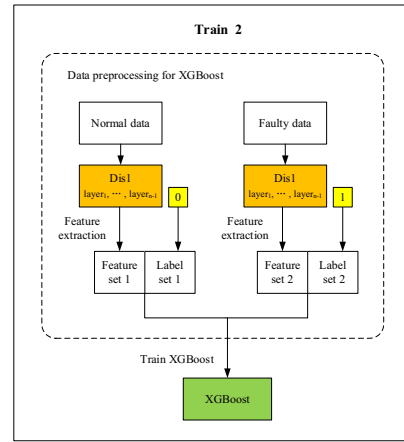 Train 2
Data preprocessing for XGBoost
Normal data
Faulty data
Dis1
layer1, ··· , layern-1
0
Dis1
layer1, ··· , layern-1
1
Feature
extraction
Feature
extraction
Feature
set 1
Label
set 1
Feature
set 2
Label
set 2
Train XGBoost
XGBoost